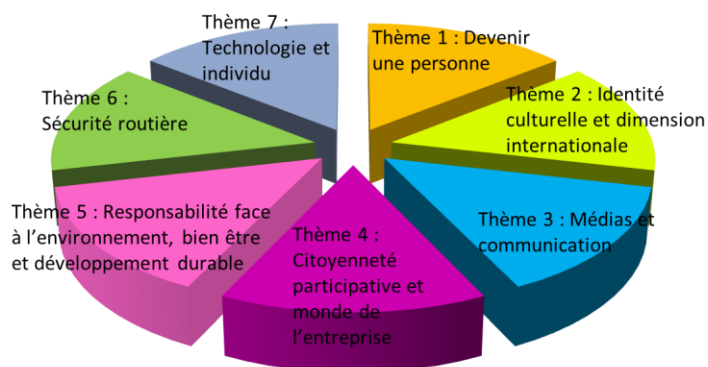 Thème 1 : Devenir
une personne
Thème 2 : Identité
culturelle et dimension
internationale
Thème 3 : Médias et
communication
Thème 4 :
Citoyenneté
participative et
monde de
l'entreprise
Thème 5 : Responsabilité face
à l'environnement, bien être
et développement durable
Thème 6 :
Sécurité routière
Thème 7 :
Technologie et
individu